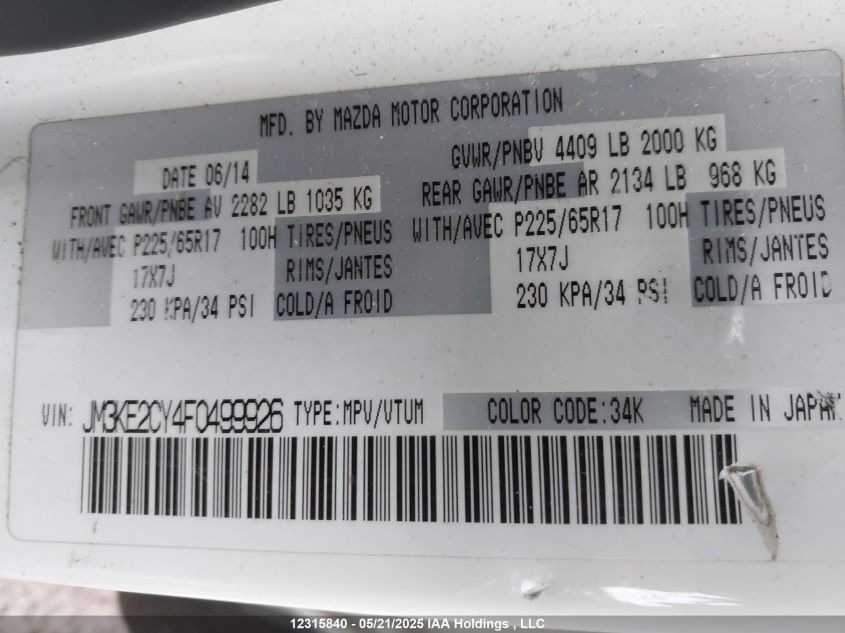 MFD. BY MAZDA MOTOR CORPORATION
DATE 06/14 GVWR/PNBV 4409 LB 2000 KG
FRONT GAWR/PNBE AV 2282 LB 1035 KG REAR GAWR/PNBE AR 2134 LB 968 KG
WITH/AVEC P225/65R17 100H TIRES/PNEUS WITH/AVEC P225/65R17 100H TIRES/PNEUS
17X7J RIMS/JANTES 17X7J RIMS/JANTES
230 KPA/34 PSI COLD/A FROID 230 KPA/34 PSI COLD/A FROID
VIN: JM3KE2CY4F0499926 TYPE:MPV/VTUM COLOR CODE:34K MADE IN JAPAN
12315840 - 05/21/2025 IAA Holdings , LLC